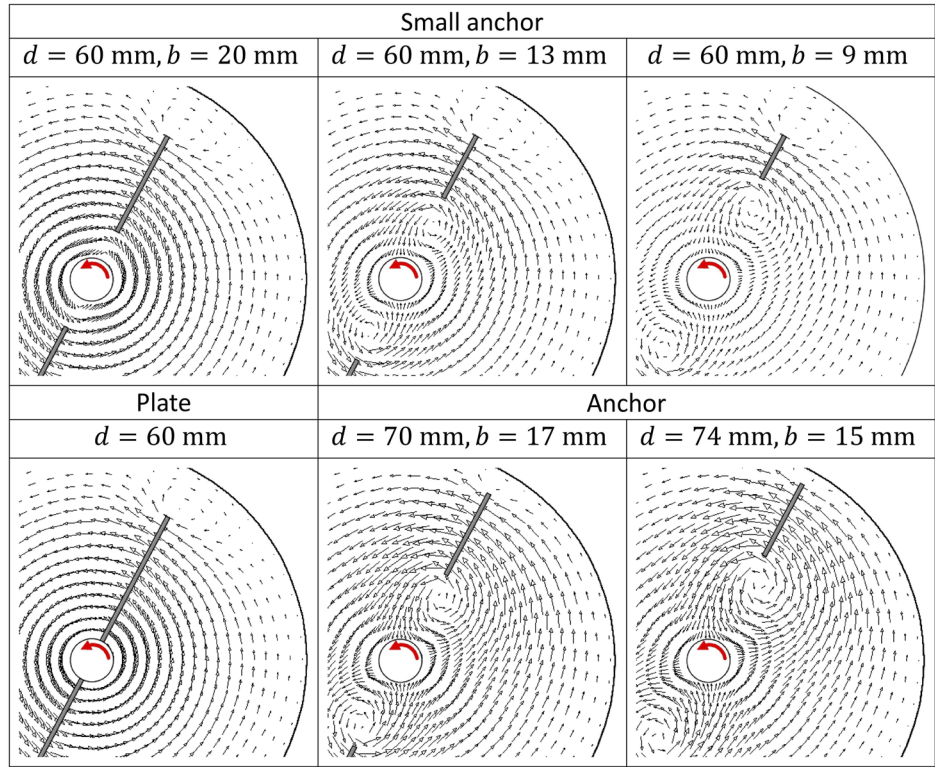 Small anchor
d = 60 mm, b = 20 mm
d = 60 mm, b = 13 mm
d = 60 mm, b = 9 mm
Plate
Anchor
d = 60 mm
d = 70 mm, b = 17 mm
d = 74 mm, b = 15 mm